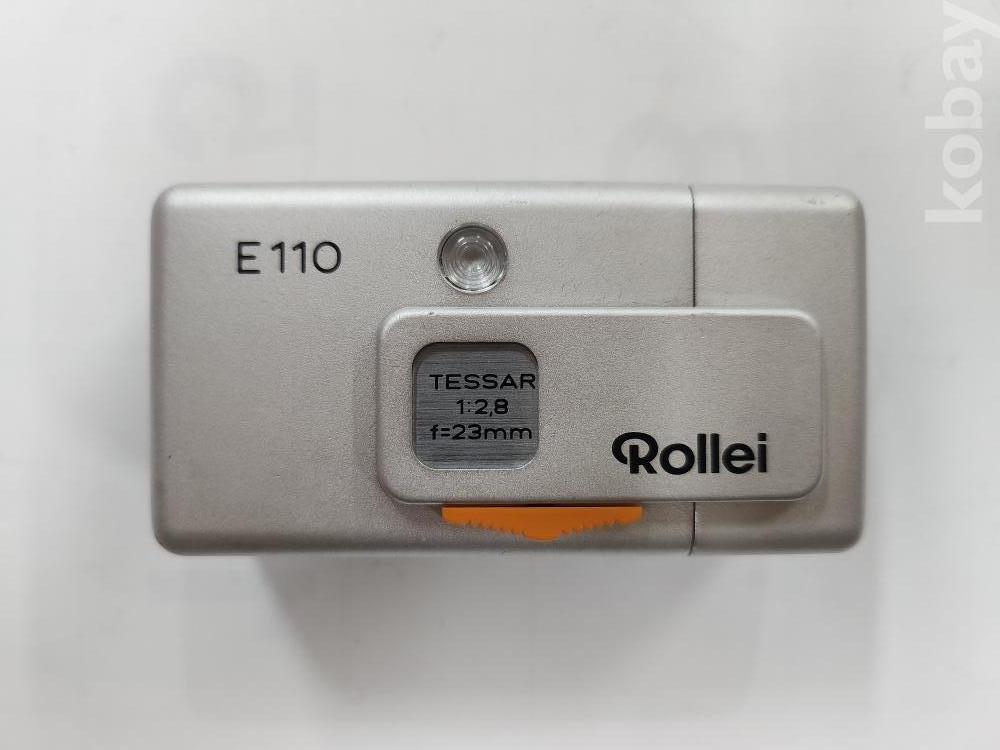 kobay
E 110
TESSAR
1:2,8
f=23mm
Rollei